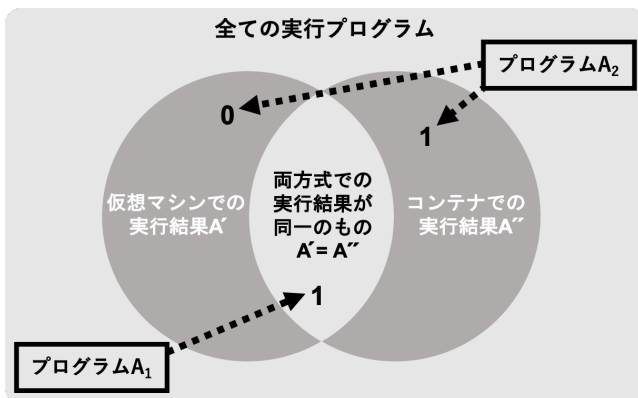 全ての実行プログラム
プログラムA₂
0
1
仮想マシンでの
実行結果A′
両方式での
実行結果が
同一のもの
A′= A″
コンテナでの
実行結果A″
1
プログラムA₁